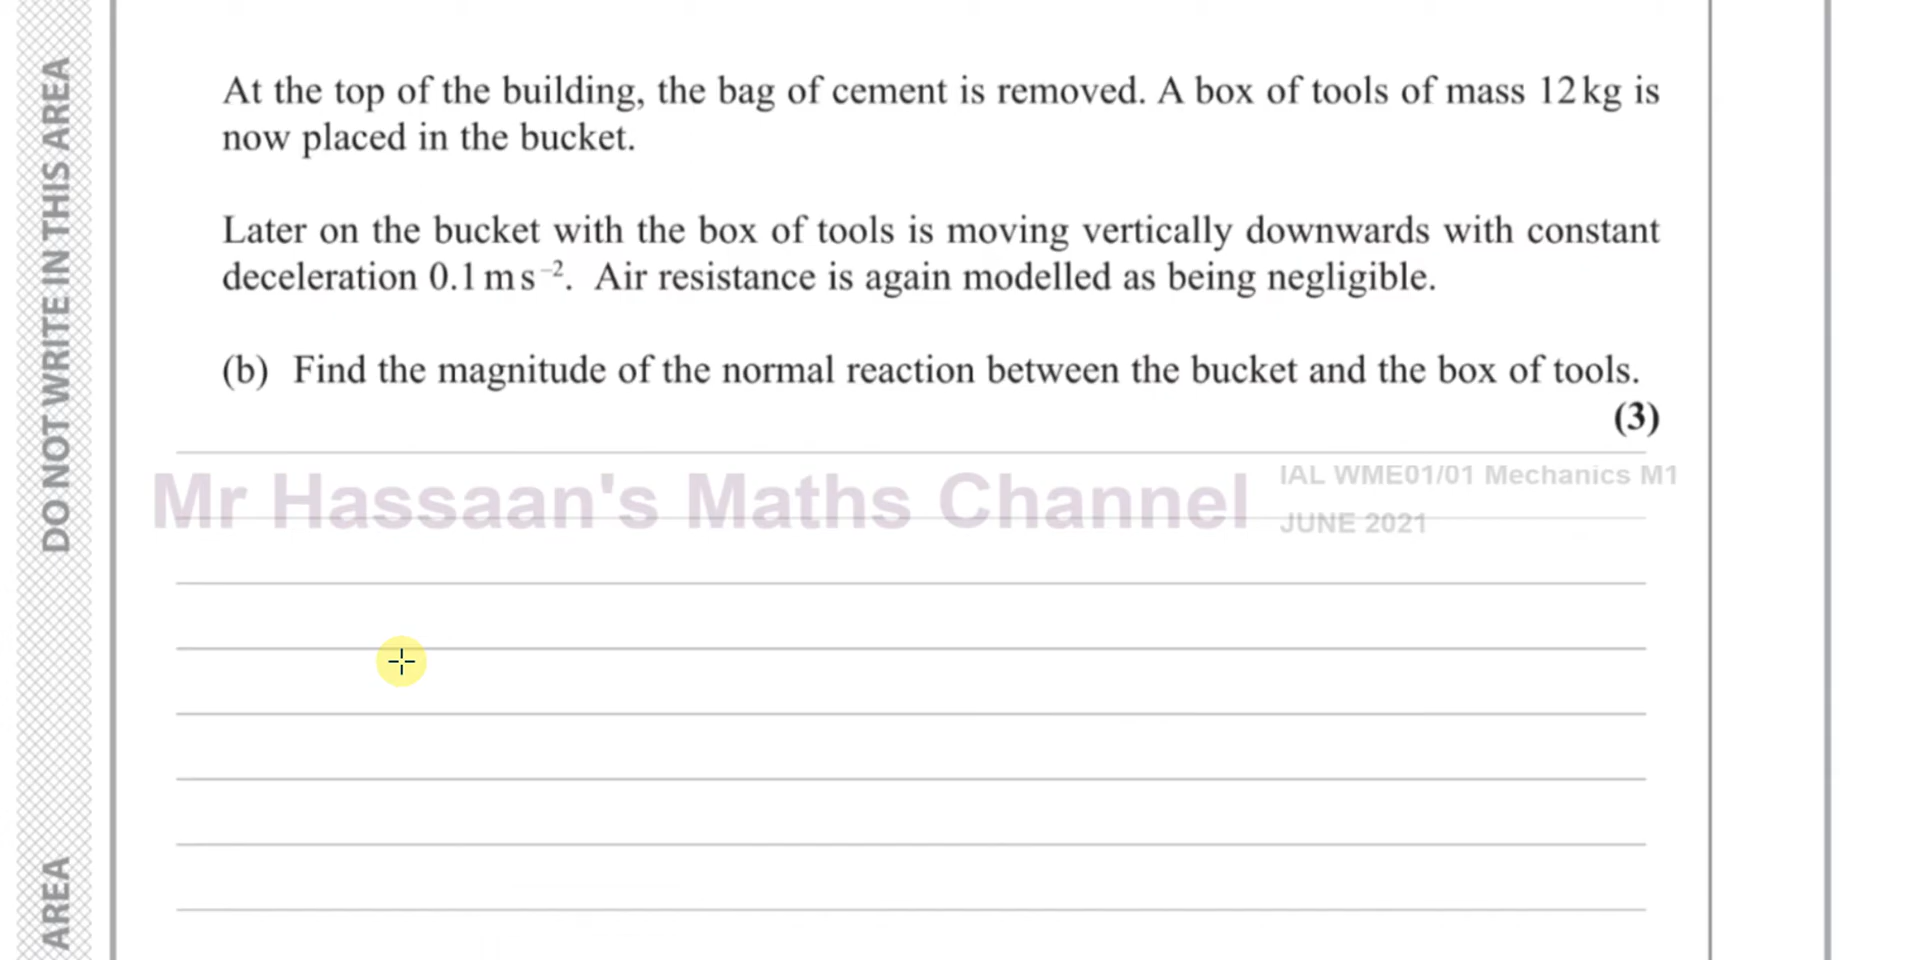 DO NOT WRITE IN THIS AREA
At the top of the building, the bag of cement is removed. A box of tools of mass 12 kg is
now placed in the bucket.
Later on the bucket with the box of tools is moving vertically downwards with constant
deceleration 0.1 m s⁻². Air resistance is again modelled as being negligible.
(b) Find the magnitude of the normal reaction between the bucket and the box of tools.
(3)
Mr Hassaan's Maths Channel
IAL WME01/01 Mechanics M1
JUNE 2021
AREA